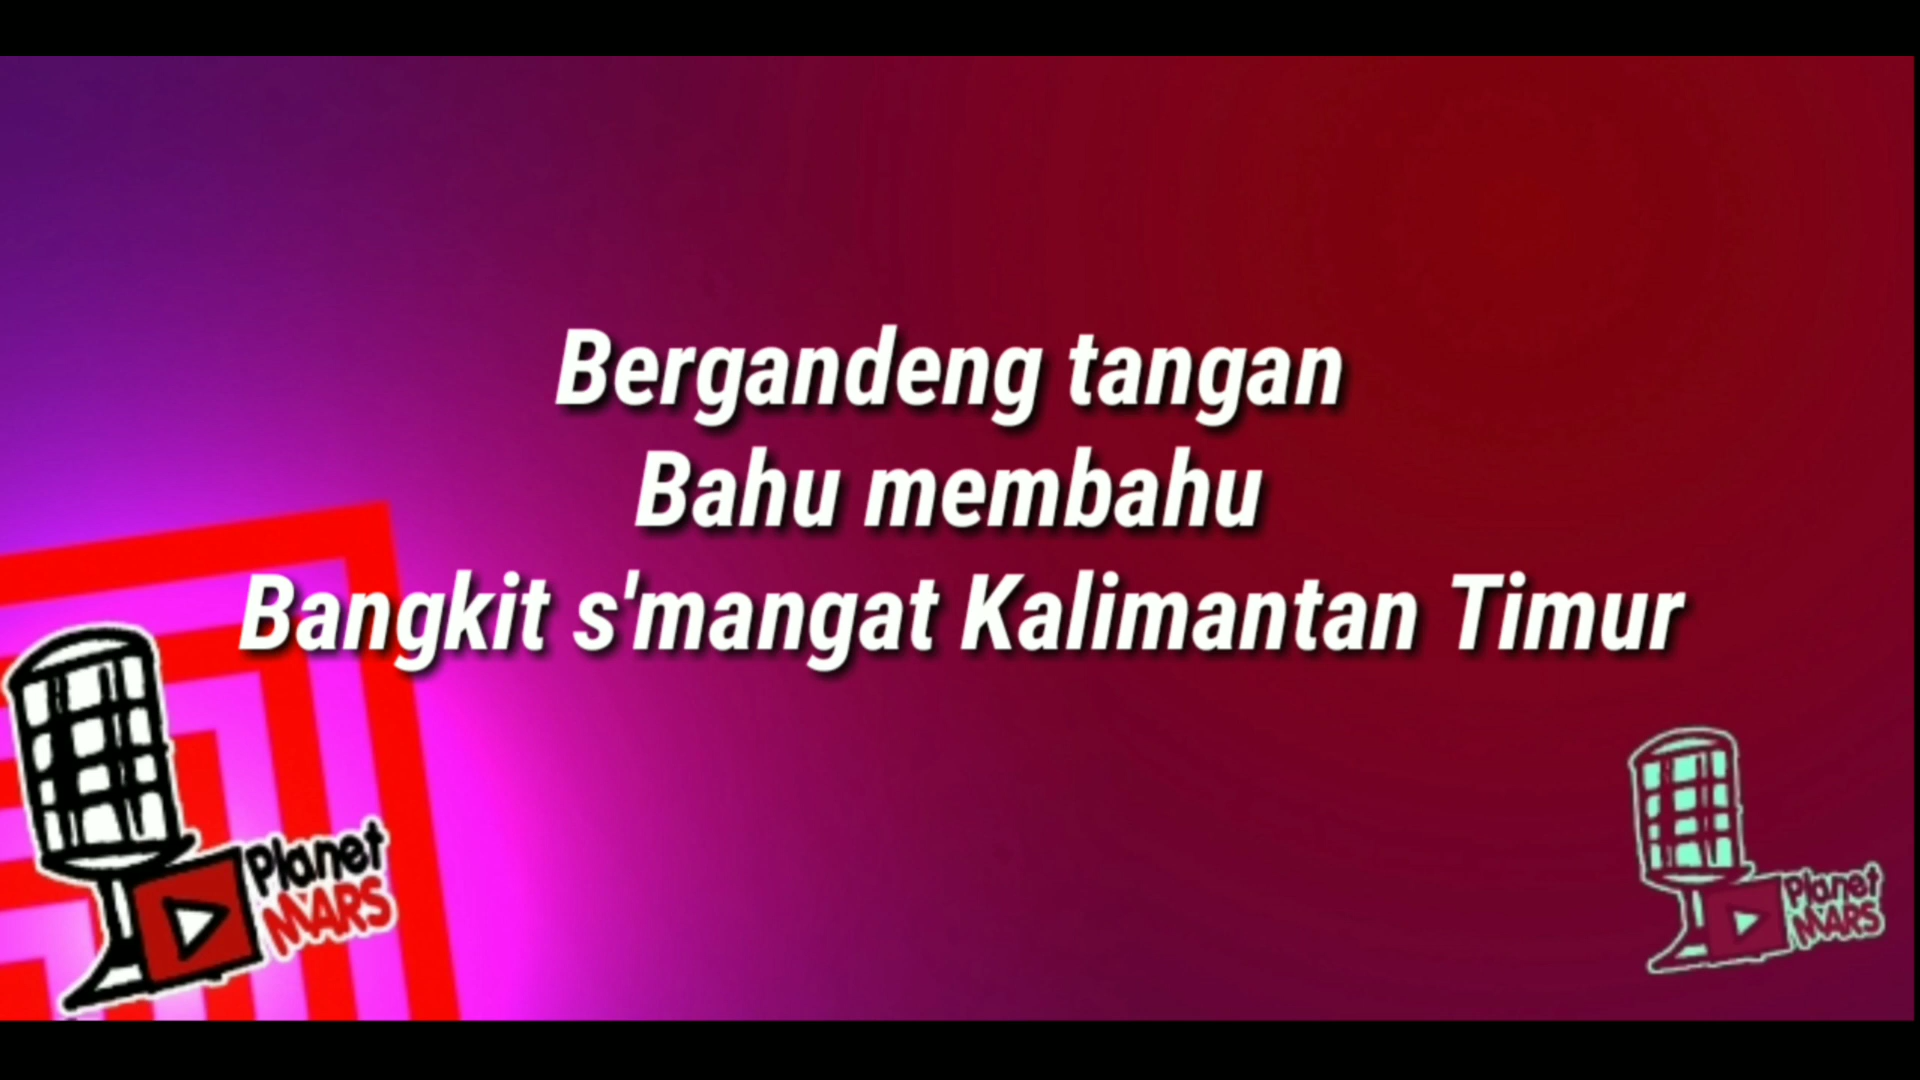 Bergandeng tangan
Bahu membahu
Bangkit s'mangat Kalimantan Timur
Planet
MARS
Planet
MARS